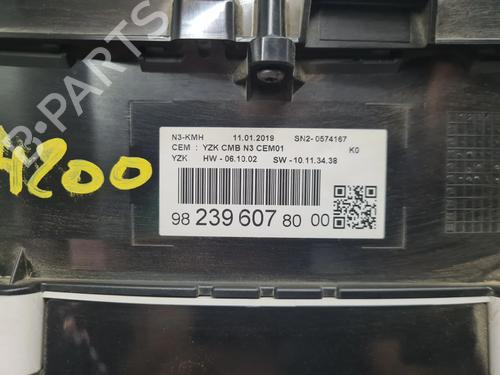 B-PARTS
N3-KMH 11.01.2019 SN2- 0574167
CEM : YZK CMB N3 CEM01 K0
YZK HW - 06.10.02 SW - 10.11.34.38
4200
98 239 607 80 00